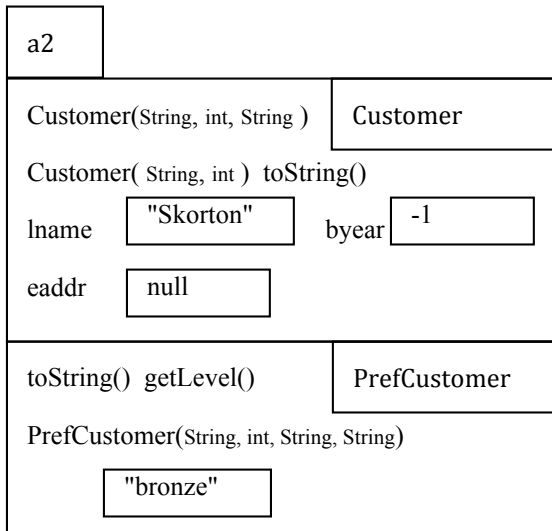 a2
Customer(String, int, String ) Customer
Customer( String, int ) toString()
lname "Skorton" byear -1
eaddr null
toString() getLevel() PrefCustomer
PrefCustomer(String, int, String, String)
"bronze"